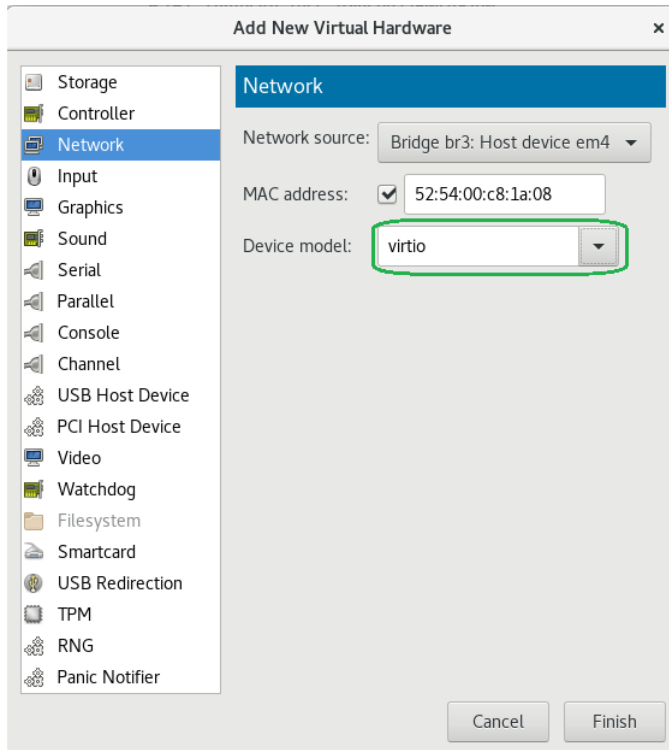 Add New Virtual Hardware
×
Storage
Controller
Network
Input
Graphics
Sound
Serial
Parallel
Console
Channel
USB Host Device
PCI Host Device
Video
Watchdog
Filesystem
Smartcard
USB Redirection
TPM
RNG
Panic Notifier
Network
Network source: Bridge br3: Host device em4
MAC address: 52:54:00:c8:1a:08
Device model: virtio
Cancel Finish